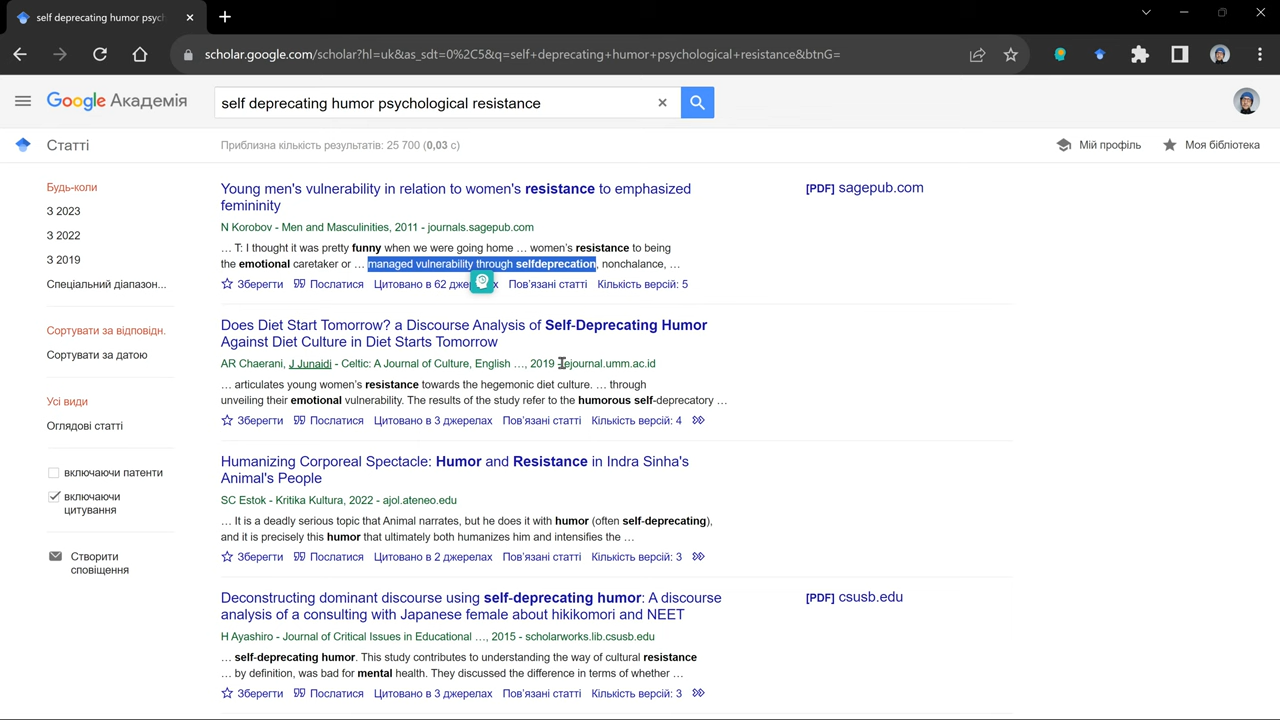 self deprecating humor psyc
scholar.google.com/scholar?hl=uk&as_sdt=0%2C5&q=self+deprecating+humor+psychological+resistance&btnG=
Google Академія
self deprecating humor psychological resistance
Статті
Приблизна кількість результатів: 25 700 (0,03 с)
Мій профіль
Моя бібліотека
Будь-коли
З 2023
З 2022
З 2019
Спеціальний діапазон...
Сортувати за відповідн.
Сортувати за датою
Усі види
Оглядові статті
включаючи патенти
включаючи
цитування
Створити
сповіщення
Young men's vulnerability in relation to women's resistance to emphasized
femininity
N Korobov - Men and Masculinities, 2011 - journals.sagepub.com
… T: I thought it was pretty funny when we were going home … women's resistance to being
the emotional caretaker or … managed vulnerability through selfdeprecation, nonchalance, …
Зберегти Послатися Цитовано в 62 дже Пов'язані статті Кількість версій: 5
[PDF] sagepub.com
Does Diet Start Tomorrow? a Discourse Analysis of Self-Deprecating Humor
Against Diet Culture in Diet Starts Tomorrow
AR Chaerani, J Junaidi - Celtic: A Journal of Culture, English …, 2019 - ejournal.umm.ac.id
… articulates young women's resistance towards the hegemonic diet culture. … through
unveiling their emotional vulnerability. The results of the study refer to the humorous self-deprecatory …
Зберегти Послатися Цитовано в 3 джерелах Пов'язані статті Кількість версій: 4
Humanizing Corporeal Spectacle: Humor and Resistance in Indra Sinha's
Animal's People
SC Estok - Kritika Kultura, 2022 - ajol.ateneo.edu
… It is a deadly serious topic that Animal narrates, but he does it with humor (often self-deprecating),
and it is precisely this humor that ultimately both humanizes him and intensifies the …
Зберегти Послатися Цитовано в 2 джерелах Пов'язані статті Кількість версій: 3
Deconstructing dominant discourse using self-deprecating humor: A discourse
analysis of a consulting with Japanese female about hikikomori and NEET
H Ayashiro - Journal of Critical Issues in Educational …, 2015 - scholarworks.lib.csusb.edu
… self-deprecating humor. This study contributes to understanding the way of cultural resistance
… by definition, was bad for mental health. They discussed the difference in terms of whether …
Зберегти Послатися Цитовано в 3 джерелах Пов'язані статті Кількість версій: 3
[PDF] csusb.edu